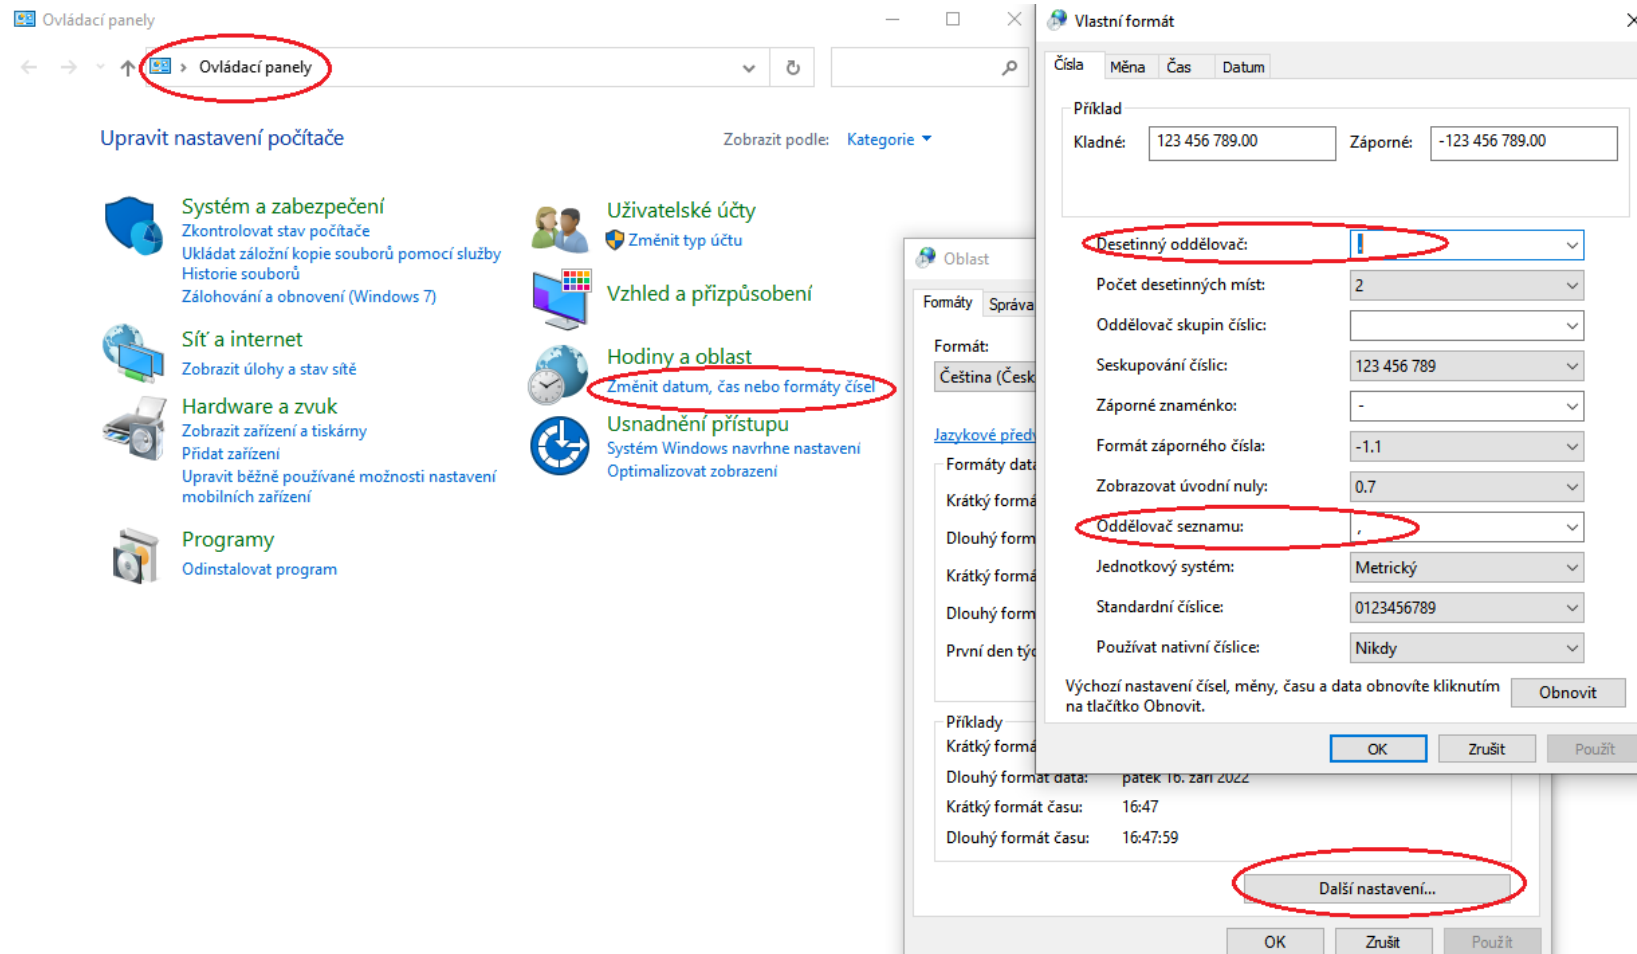 Ovládací panely
Ovládací panely
Upravit nastavení počítače
Zobrazit podle: Kategorie
Systém a zabezpečení
Zkontrolovat stav počítače
Ukládat záložní kopie souborů pomocí služby
Historie souborů
Zálohování a obnovení (Windows 7)
Síť a internet
Zobrazit úlohy a stav sítě
Hardware a zvuk
Zobrazit zařízení a tiskárny
Přidat zařízení
Upravit běžně používané možnosti nastavení
mobilních zařízení
Programy
Odinstalovat program
Uživatelské účty
Změnit typ účtu
Vzhled a přizpůsobení
Hodiny a oblast
Změnit datum, čas nebo formáty čísel
Usnadnění přístupu
Systém Windows navrhne nastavení
Optimalizovat zobrazení
Oblast
Formáty Správa
Formát:
Čeština (Česk
Jazykové předv
Formáty data
Krátký formá
Dlouhý form
Krátký formá
Dlouhý form
První den týd
Příklady
Krátký formá
Dlouhý formát data: pátek 16. září 2022
Krátký formát času: 16:47
Dlouhý formát času: 16:47:59
Další nastavení...
OK Zrušit Použít
Vlastní formát
Čísla Měna Čas Datum
Příklad
Kladné: 123 456 789.00 Záporné: -123 456 789.00
Desetinný oddělovač: .
Počet desetinných míst: 2
Oddělovač skupin číslic:
Seskupování číslic: 123 456 789
Záporné znaménko: -
Formát záporného čísla: -1.1
Zobrazovat úvodní nuly: 0.7
Oddělovač seznamu: ,
Jednotkový systém: Metrický
Standardní číslice: 0123456789
Používat nativní číslice: Nikdy
Výchozí nastavení čísel, měny, času a data obnovíte kliknutím
na tlačítko Obnovit.
Obnovit
OK Zrušit Použít